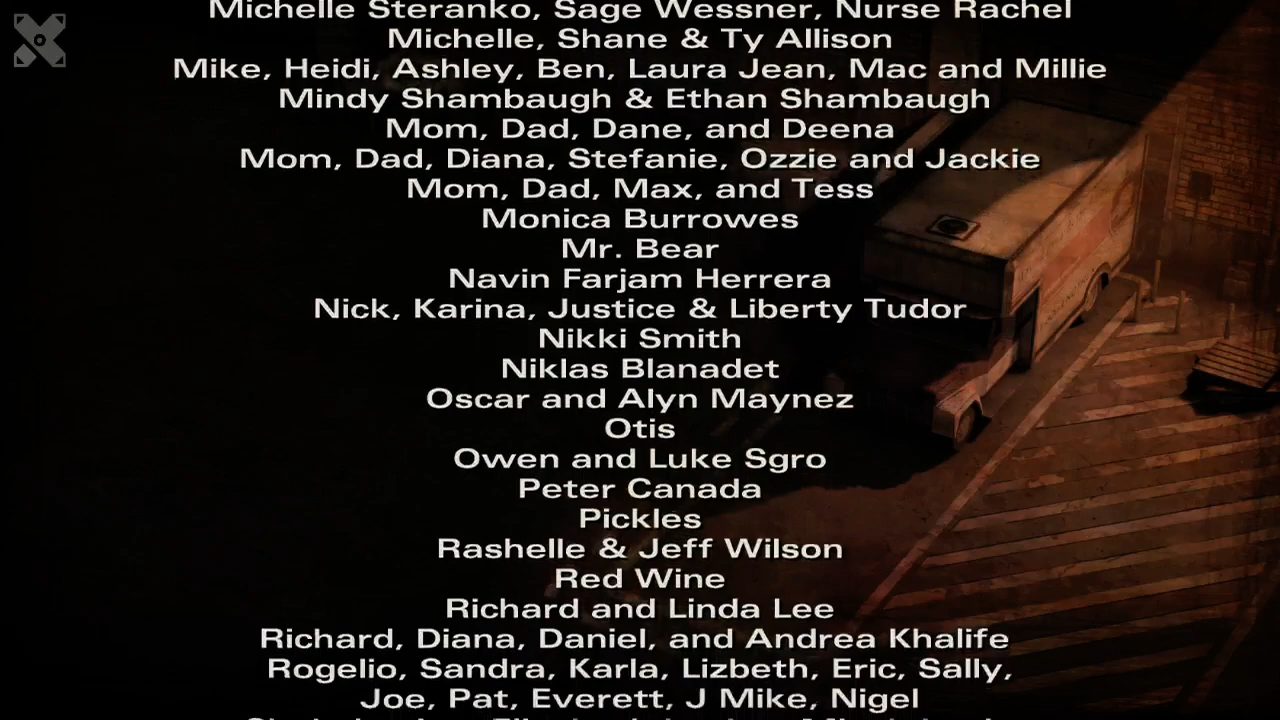 Michelle Steranko, Sage Wessner, Nurse Rachel
Michelle, Shane & Ty Allison
Mike, Heidi, Ashley, Ben, Laura Jean, Mac and Millie
Mindy Shambaugh & Ethan Shambaugh
Mom, Dad, Dane, and Deena
Mom, Dad, Diana, Stefanie, Ozzie and Jackie
Mom, Dad, Max, and Tess
Monica Burrowes
Mr. Bear
Navin Farjam Herrera
Nick, Karina, Justice & Liberty Tudor
Nikki Smith
Niklas Blanadet
Oscar and Alyn Maynez
Otis
Owen and Luke Sgro
Peter Canada
Pickles
Rashelle & Jeff Wilson
Red Wine
Richard and Linda Lee
Richard, Diana, Daniel, and Andrea Khalife
Rogelio, Sandra, Karla, Lizbeth, Eric, Sally,
Joe, Pat, Everett, J Mike, Nigel